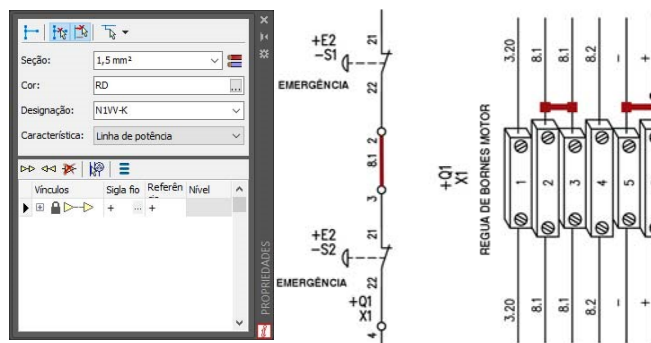 Seção:
1,5 mm²
Cor:
RD
...
Designação:
N1VV-K
Característica:
Linha de potência
Vínculos
Sigla fio
Referên
Nível
+
...
+
PROPRIEDADES
+E2
-S1
21
22
EMERGÊNCIA
2
8.1
3
+E2
-S2
21
22
EMERGÊNCIA
+Q1
X1
4
+Q1
X1
REGUA DE BORNES MOTOR
3.20
8.1
8.1
8.2
-
+
1
2
3
4
5
3.20
8.1
8.1
8.2
-
+